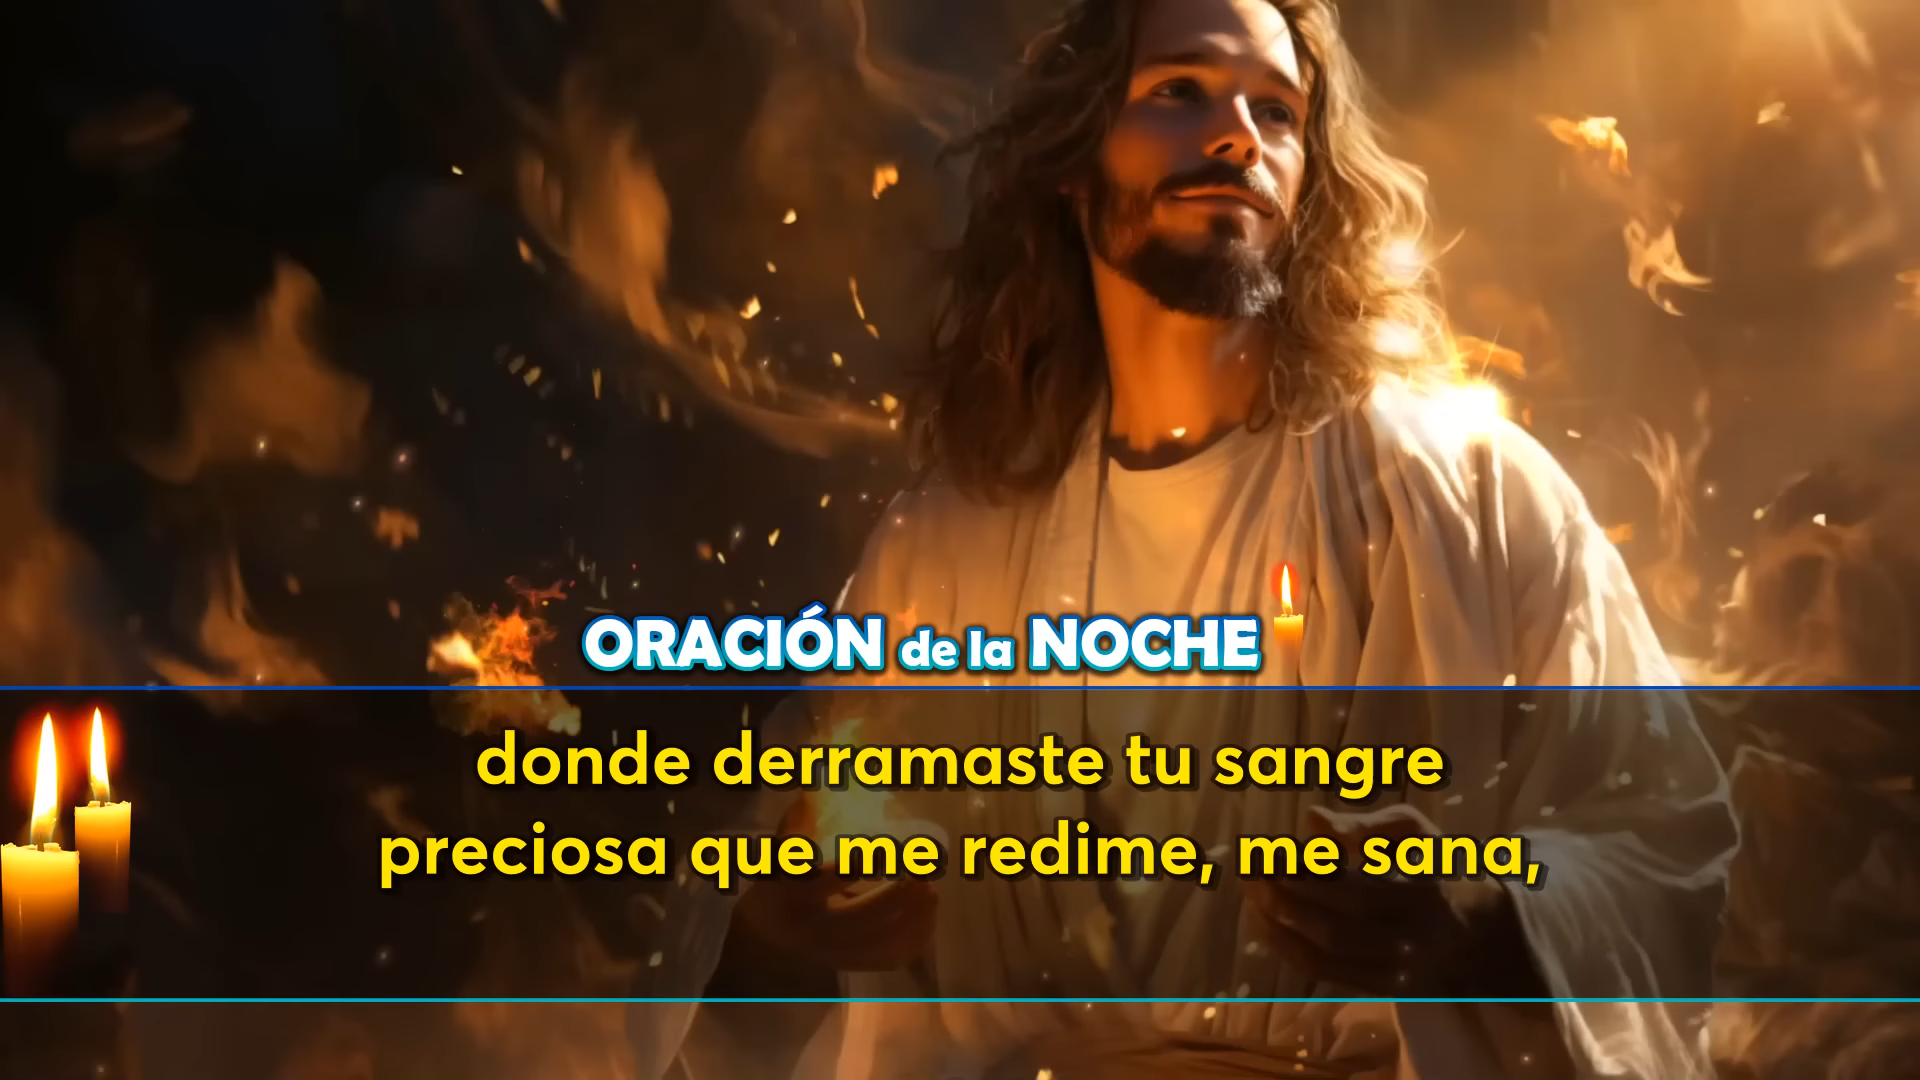 ORACIÓN de la NOCHE
donde derramaste tu sangre
preciosa que me redime, me sana,